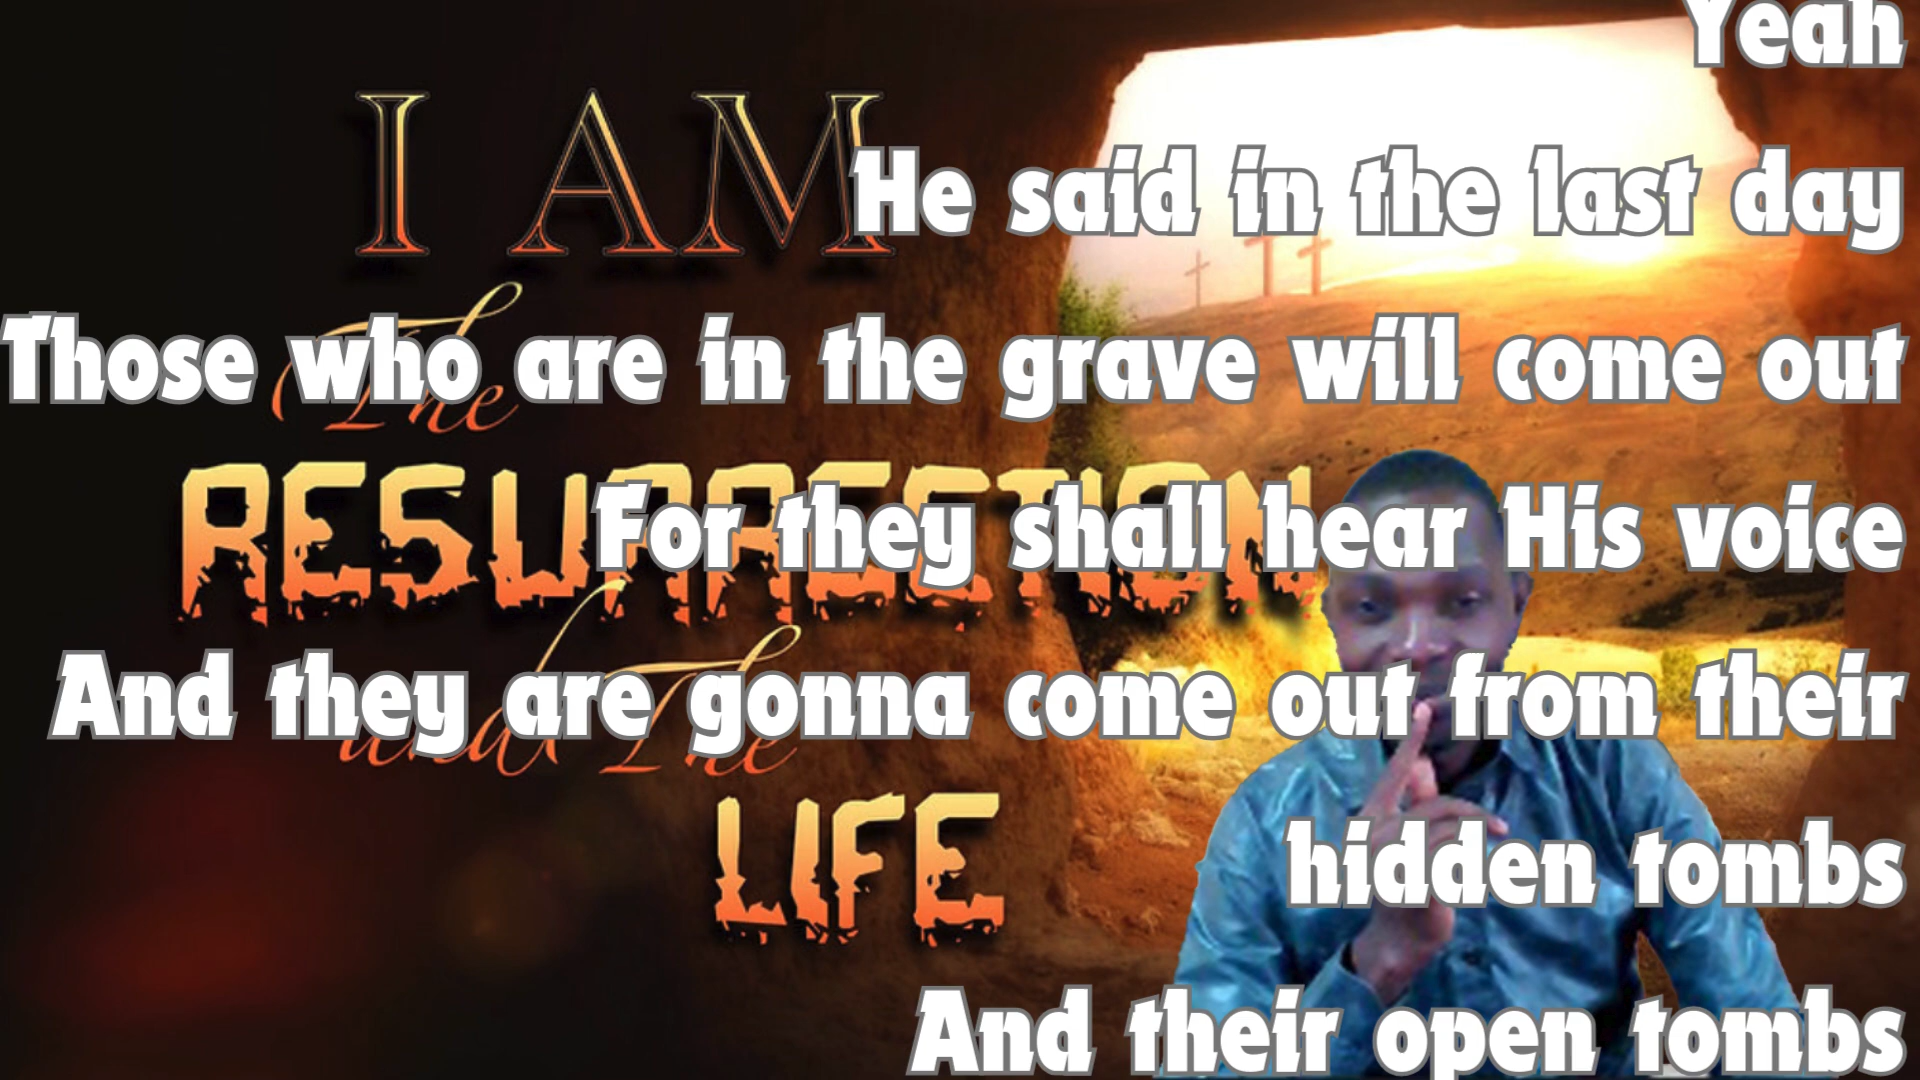 Yeah
I AM
He said in the last day
The
Those who are in the grave will come out
RESURRECTION
For they shall hear His voice
and The
And they are gonna come out from their
LIFE
hidden tombs
And their open tombs